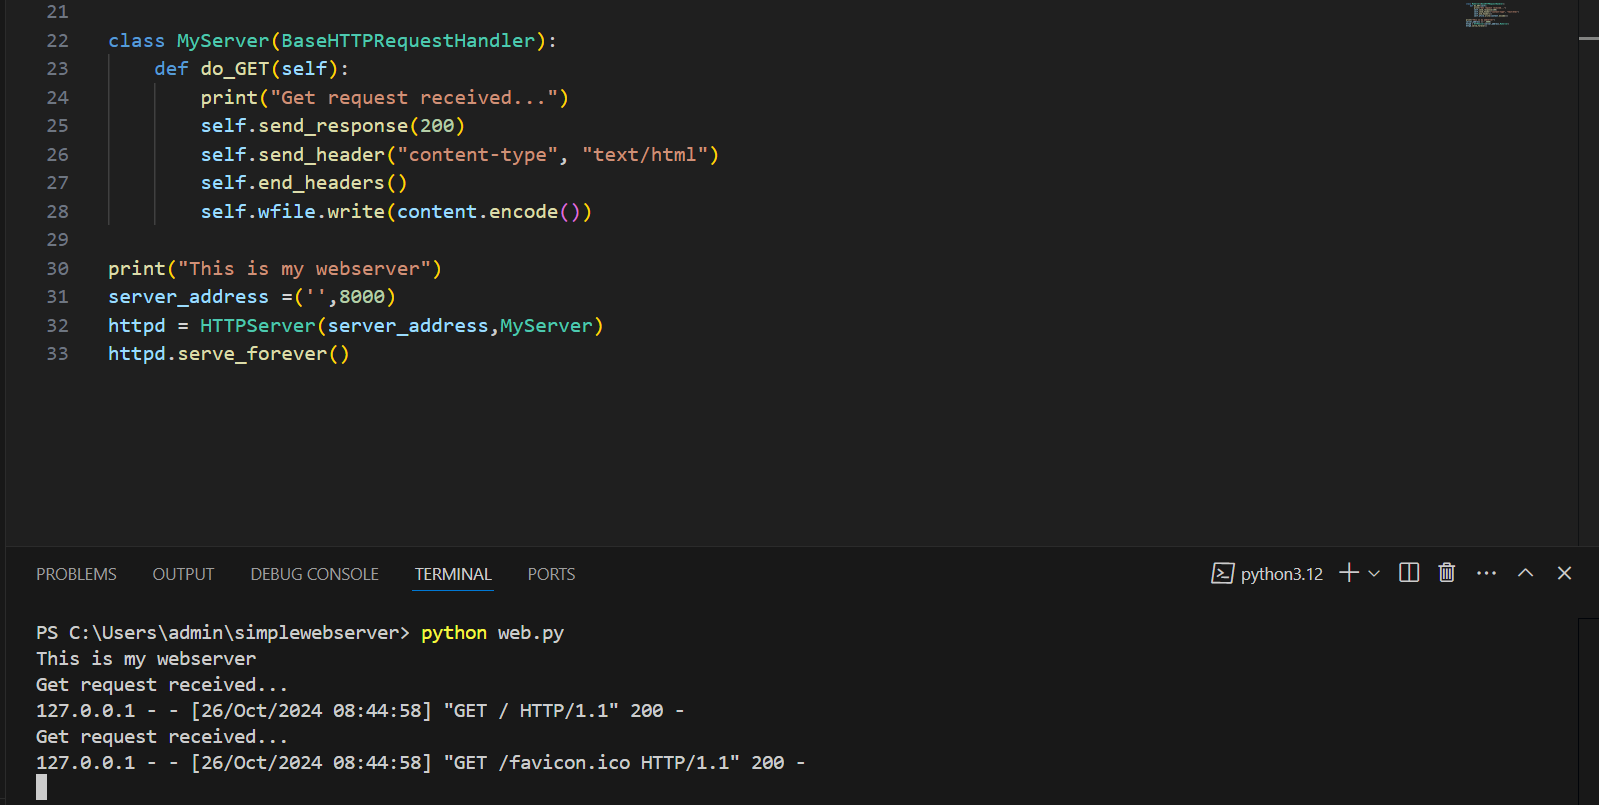 21
22 class MyServer(BaseHTTPRequestHandler):
23     def do_GET(self):
24         print("Get request received...")
25         self.send_response(200)
26         self.send_header("content-type", "text/html")
27         self.end_headers()
28         self.wfile.write(content.encode())
29
30 print("This is my webserver")
31 server_address =('',8000)
32 httpd = HTTPServer(server_address,MyServer)
33 httpd.serve_forever()
PROBLEMS OUTPUT DEBUG CONSOLE TERMINAL PORTS python3.12
PS C:\Users\admin\simplewebserver> python web.py
This is my webserver
Get request received...
127.0.0.1 - - [26/Oct/2024 08:44:58] "GET / HTTP/1.1" 200 -
Get request received...
127.0.0.1 - - [26/Oct/2024 08:44:58] "GET /favicon.ico HTTP/1.1" 200 -